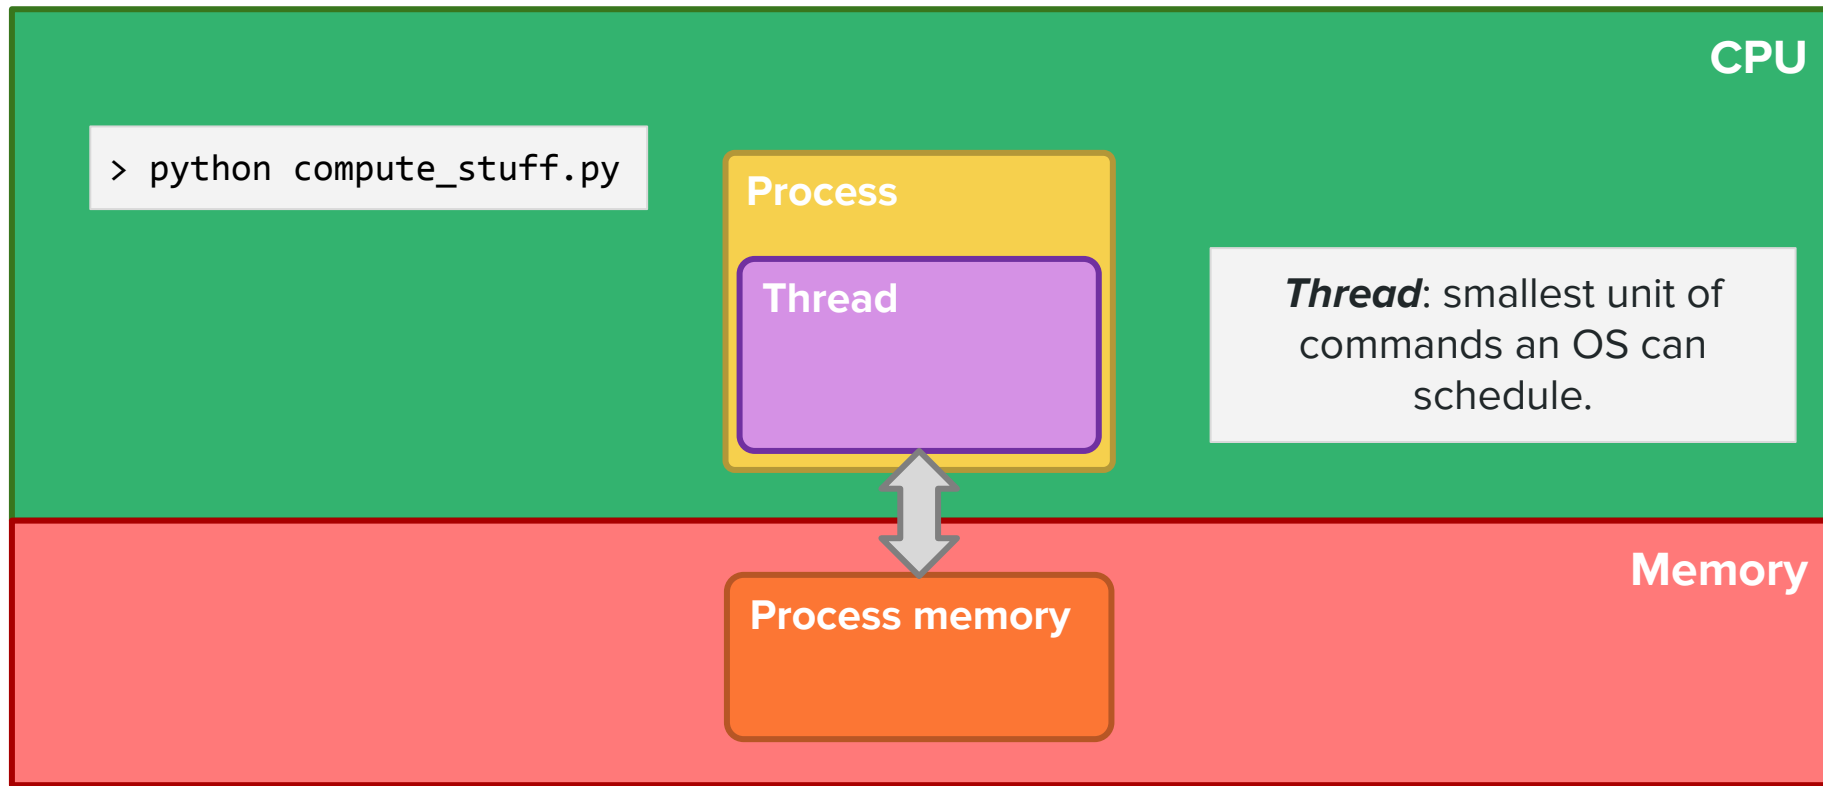 CPU
> python compute_stuff.py
Process
Thread
Thread: smallest unit of
commands an OS can
schedule.
Memory
Process memory